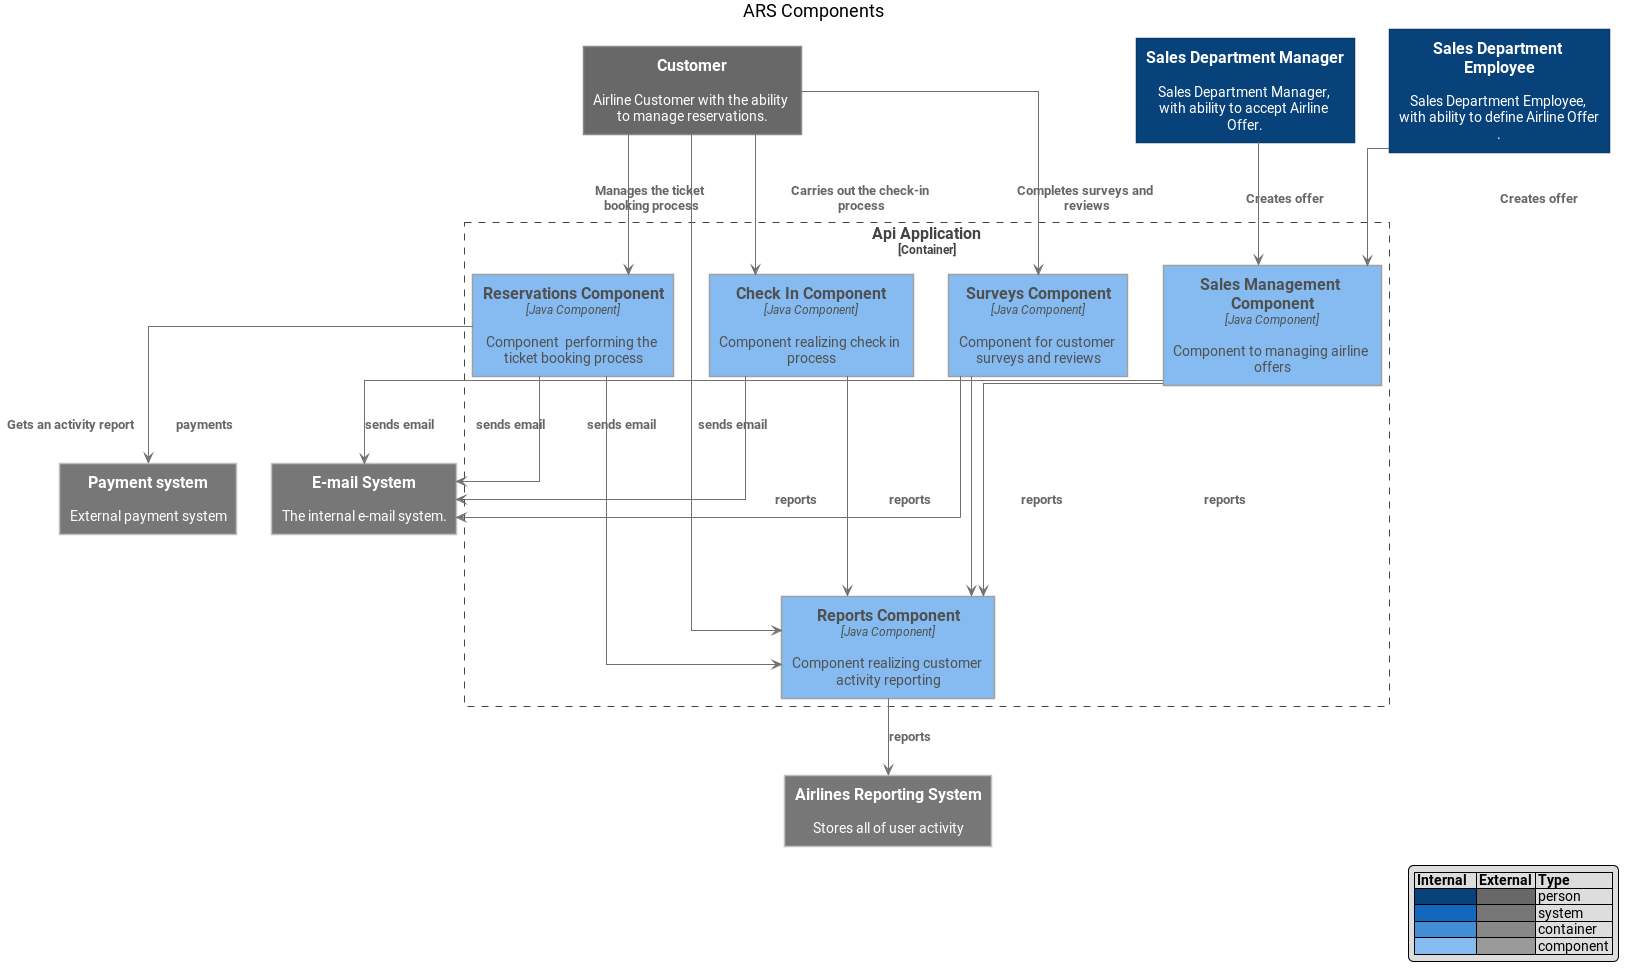 ARS Components
Customer
Airline Customer with the ability
to manage reservations.
Sales Department Manager
Sales Department Manager,
with ability to accept Airline
Offer.
Sales Department
Employee
Sales Department Employee,
with ability to define Airline Offer
.
Manages the ticket
booking process
Carries out the check-in
process
Completes surveys and
reviews
Creates offer
Creates offer
Api Application
[Container]
Reservations Component
[Java Component]
Component  performing the
ticket booking process
Check In Component
[Java Component]
Component realizing check in
process
Surveys Component
[Java Component]
Component for customer
surveys and reviews
Sales Management
Component
[Java Component]
Component to managing airline
offers
Gets an activity report
payments
sends email
sends email
sends email
sends email
Payment system
External payment system
E-mail System
The internal e-mail system.
reports
reports
reports
reports
Reports Component
[Java Component]
Component realizing customer
activity reporting
reports
Airlines Reporting System
Stores all of user activity
Internal External Type
person
system
container
component